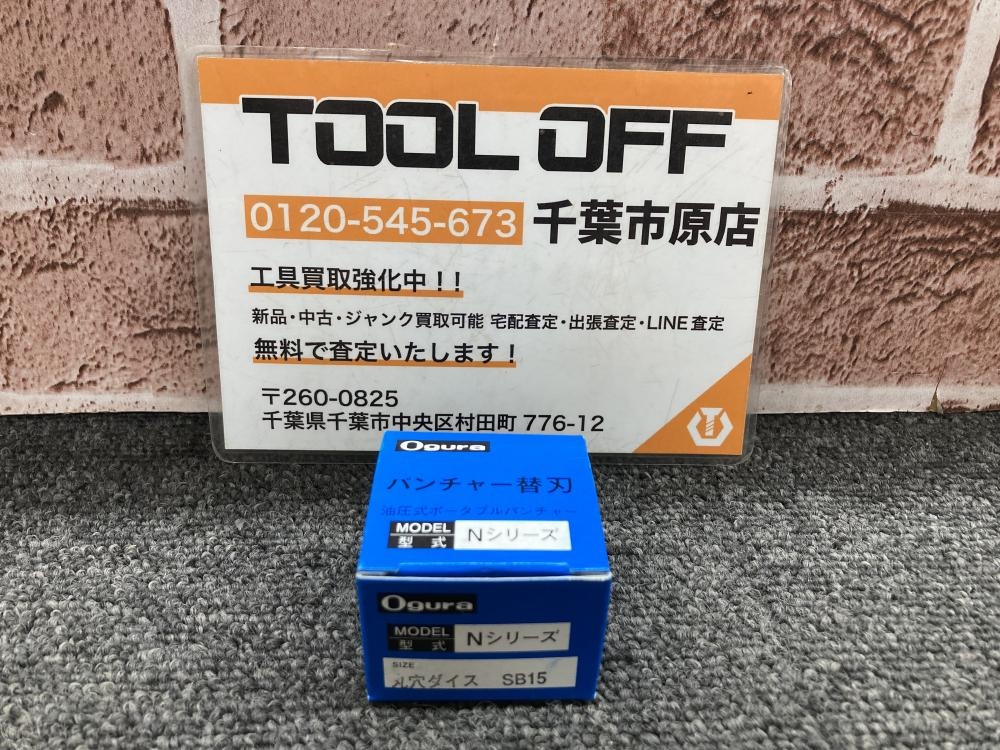 TOOL OFF
0120-545-673 千葉市原店
工具買取強化中！！
新品・中古・ジャンク買取可能 宅配査定・出張査定・LINE査定
無料で査定いたします！
〒260-0825
千葉県千葉市中央区村田町 776-12
Ogura
パンチャー替刃
油圧式ポータブルパンチャー
MODEL
型式 Nシリーズ
Ogura
MODEL
型式 Nシリーズ
SIZE
丸穴ダイス SB15